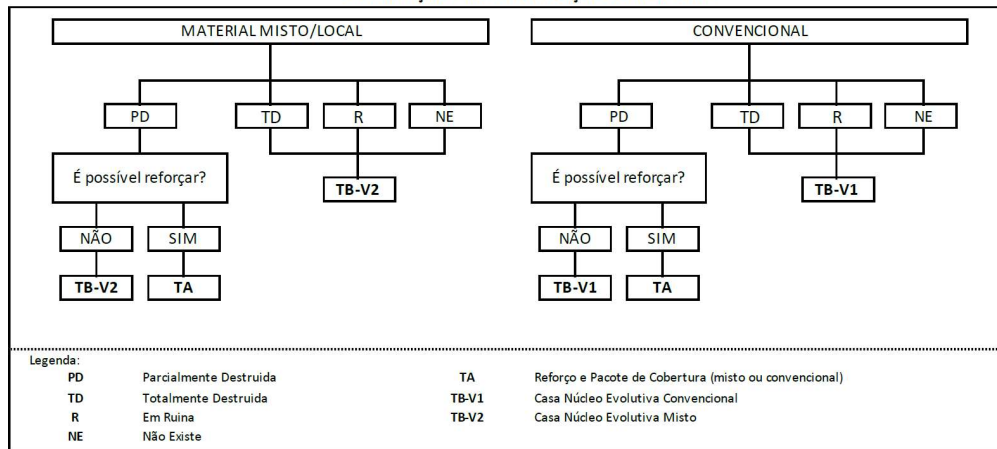 MATERIAL MISTO/LOCAL
CONVENCIONAL
PD
TD
R
NE
PD
TD
R
NE
É possível reforçar?
TB-V2
É possível reforçar?
TB-V1
NÃO
SIM
NÃO
SIM
TB-V2
TA
TB-V1
TA
Legenda:
PD Parcialmente Destruida TA Reforço e Pacote de Cobertura (misto ou convencional)
TD Totalmente Destruida TB-V1 Casa Núcleo Evolutiva Convencional
R Em Ruina TB-V2 Casa Núcleo Evolutiva Misto
NE Não Existe